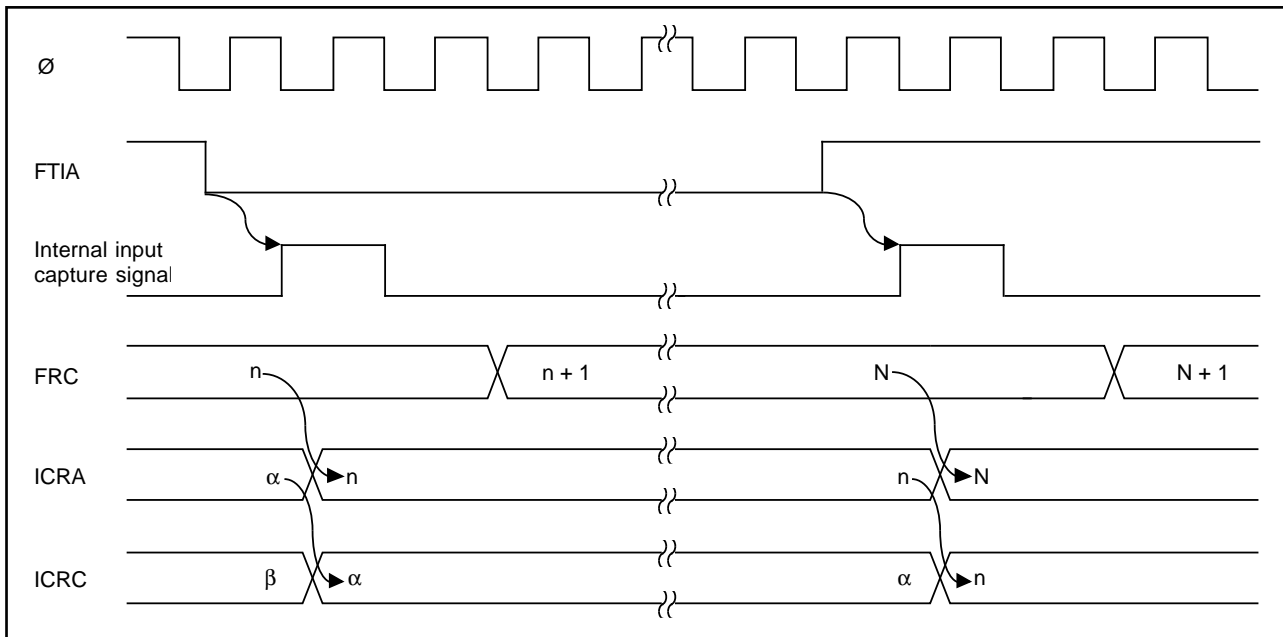 Ø
FTIA
Internal input
capture signal
FRC
n
n + 1
N
N + 1
ICRA
α
n
n
N
ICRC
β
α
α
n